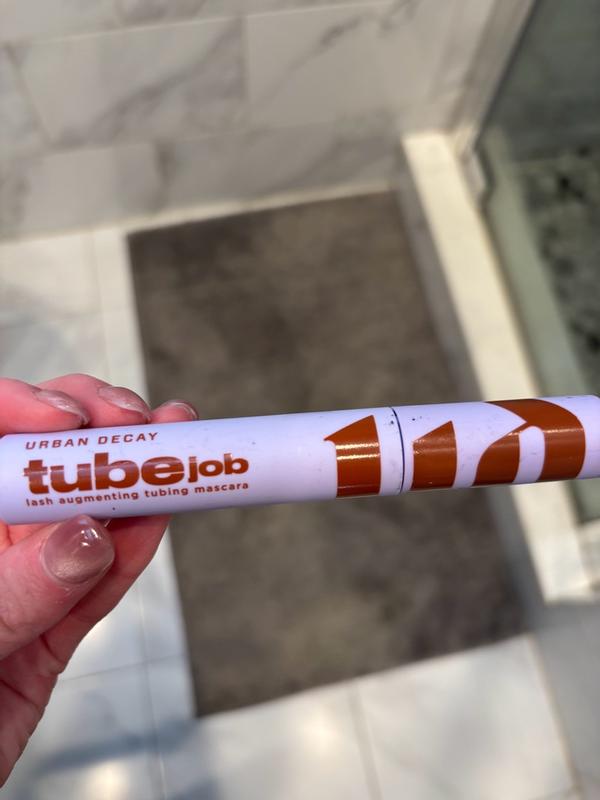 URBAN DECAY
tubejob
lash augmenting tubing mascara